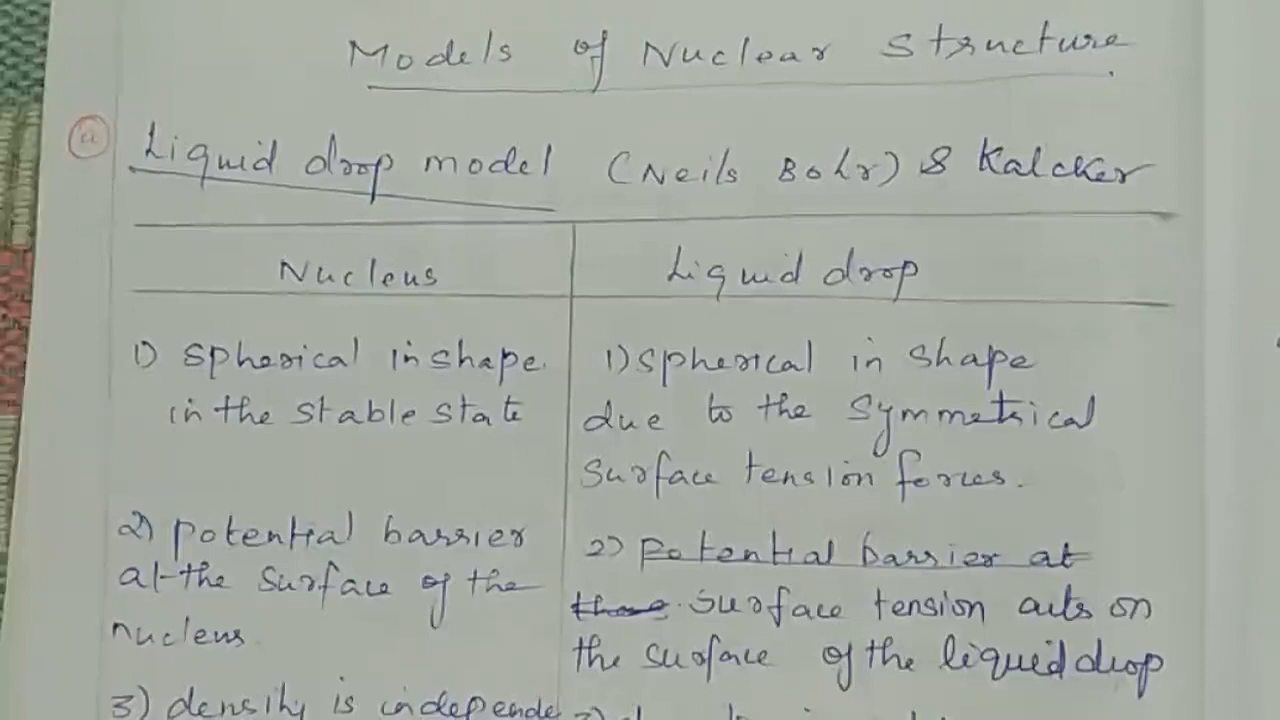 Models of Nuclear Structure
a
Liquid drop model (Neils Bohr) & Kalcker
Nucleus
Liquid drop
1) spherical in shape.
in the stable state
1) spherical in shape
due to the symmetrical
surface tension forces.
2) potential barrier
at the surface of the
nucleus.
2) potential barrier at
these. surface tension acts on
the surface of the liquid drop
3) density is independe